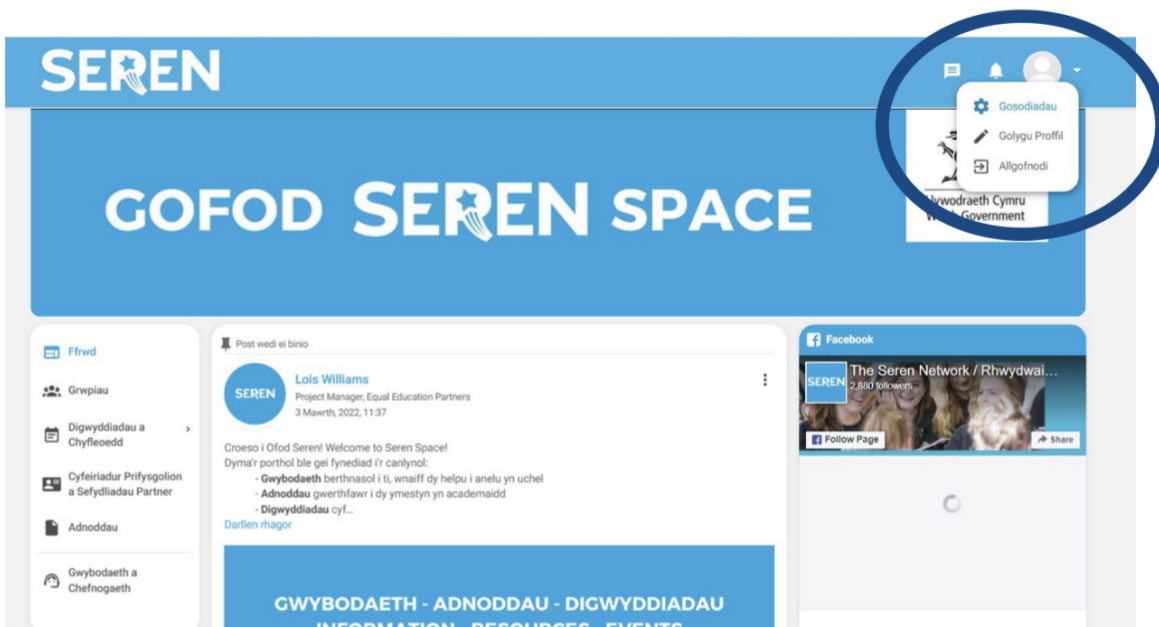 SEREN
Gosodiadau
Golygu Proffil
Allgofnodi
GOFOD SEREN SPACE
Cymru
Government
Ffrwd
Grwpiau
Digwyddiadau a
Chyfleoedd
Cyfeiriadur Prifysgolion
a Sefydliadau Partner
Adnoddau
Gwybodaeth a
Chefnogaeth
Post wedi ei binio
SEREN
Lois Williams
Project Manager, Equal Education Partners
3 Mawrth, 2022, 11:37
Croeso i Ofod Seren! Welcome to Seren Space!
Dyma'r porthol ble gei fynediad i'r canlynol:
- Gwybodaeth berthnasol i ti, wnaiff dy helpu i anelu yn uchel
- Adnoddau gwerthfawr i dy ymestyn yn academaidd
- Digwyddiadau cyf...
Darllen rhagor
GWYBODAETH - ADNODDAU - DIGWYDDIADAU
INFORMATION - RESOURCES - EVENTS
Facebook
SEREN
The Seren Network / Rhwydwai...
2,880 followers
Follow Page
Share